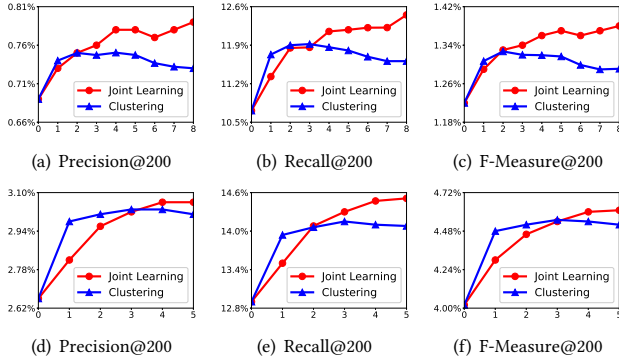 0.81% 12.6% 1.42%
0.76% 11.9% 1.34%
0.71% 11.2% 1.26%
Joint Learning Joint Learning Joint Learning
Clustering Clustering Clustering
0.66% 10.5% 1.18%
0 1 2 3 4 5 6 7 8 0 1 2 3 4 5 6 7 8 0 1 2 3 4 5 6 7 8
(a) Precision@200 (b) Recall@200 (c) F-Measure@200
3.10% 14.6% 4.72%
2.94% 14.0% 4.48%
2.78% 13.4% 4.24%
Joint Learning Joint Learning Joint Learning
Clustering Clustering Clustering
2.62% 12.8% 4.00%
0 1 2 3 4 5 0 1 2 3 4 5 0 1 2 3 4 5
(d) Precision@200 (e) Recall@200 (f) F-Measure@200